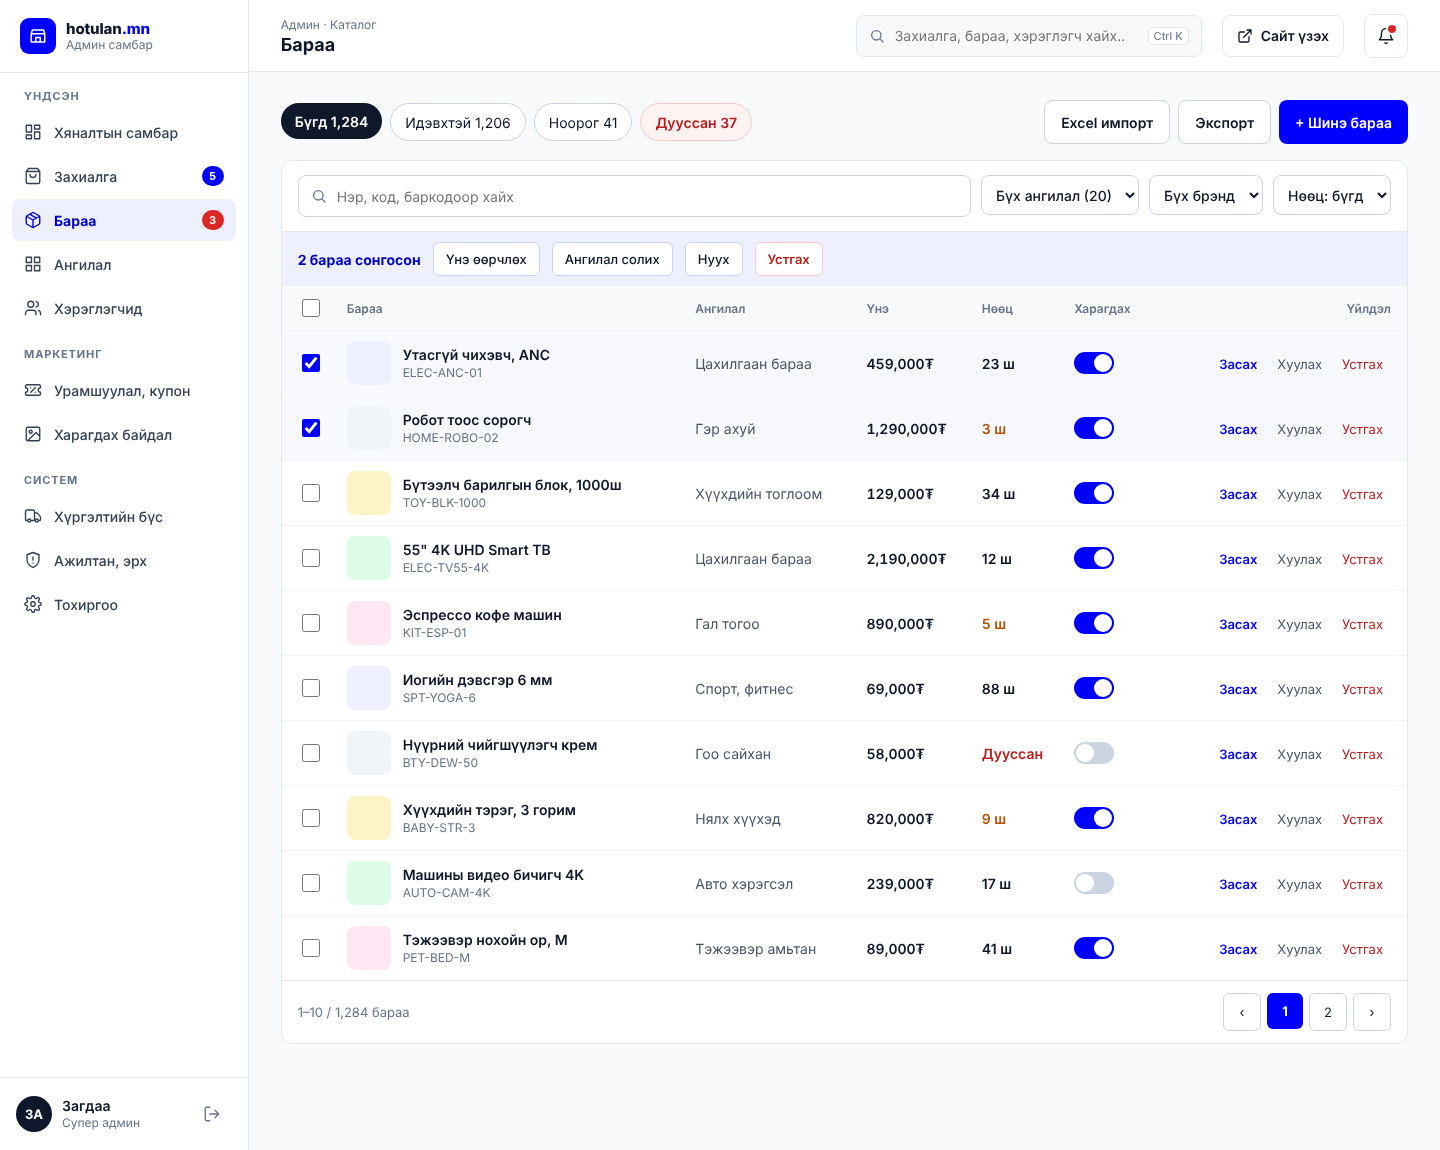 hotulan.mn
Админ самбар
ҮНДСЭН
Хяналтын самбар
Захиалга 5
Бараа 3
Ангилал
Хэрэглэгчид
МАРКЕТИНГ
Урамшуулал, купон
Харагдах байдал
СИСТЕМ
Хүргэлтийн бүс
Ажилтан, эрх
Тохиргоо
ЗА
Загдаа
Супер админ
Админ · Каталог
Бараа
Захиалга, бараа, хэрэглэгч хайх.. Ctrl K
Сайт үзэх
Бүгд 1,284 Идэвхтэй 1,206 Ноорог 41 Дууссан 37
Excel импорт Экспорт + Шинэ бараа
Нэр, код, баркодоор хайх
Бүх ангилал (20) Бүх брэнд Нөөц: бүгд
2 бараа сонгосон Үнэ өөрчлөх Ангилал солих Нуух Устгах
Бараа Ангилал Үнэ Нөөц Харагдах Үйлдэл
Утасгүй чихэвч, ANC
ELEC-ANC-01
Цахилгаан бараа 459,000₮ 23 ш Засах Хуулах Устгах
Робот тоос сорогч
HOME-ROBO-02
Гэр ахуй 1,290,000₮ 3 ш Засах Хуулах Устгах
Бүтээлч барилгын блок, 1000ш
TOY-BLK-1000
Хүүхдийн тоглоом 129,000₮ 34 ш Засах Хуулах Устгах
55" 4K UHD Smart ТВ
ELEC-TV55-4K
Цахилгаан бараа 2,190,000₮ 12 ш Засах Хуулах Устгах
Эспрессо кофе машин
KIT-ESP-01
Гал тогоо 890,000₮ 5 ш Засах Хуулах Устгах
Иогийн дэвсгэр 6 мм
SPT-YOGA-6
Спорт, фитнес 69,000₮ 88 ш Засах Хуулах Устгах
Нүүрний чийгшүүлэгч крем
BTY-DEW-50
Гоо сайхан 58,000₮ Дууссан Засах Хуулах Устгах
Хүүхдийн тэрэг, 3 горим
BABY-STR-3
Нялх хүүхэд 820,000₮ 9 ш Засах Хуулах Устгах
Машины видео бичигч 4K
AUTO-CAM-4K
Авто хэрэгсэл 239,000₮ 17 ш Засах Хуулах Устгах
Тэжээвэр нохойн ор, M
PET-BED-M
Тэжээвэр амьтан 89,000₮ 41 ш Засах Хуулах Устгах
1–10 / 1,284 бараа
‹ 1 2 ›